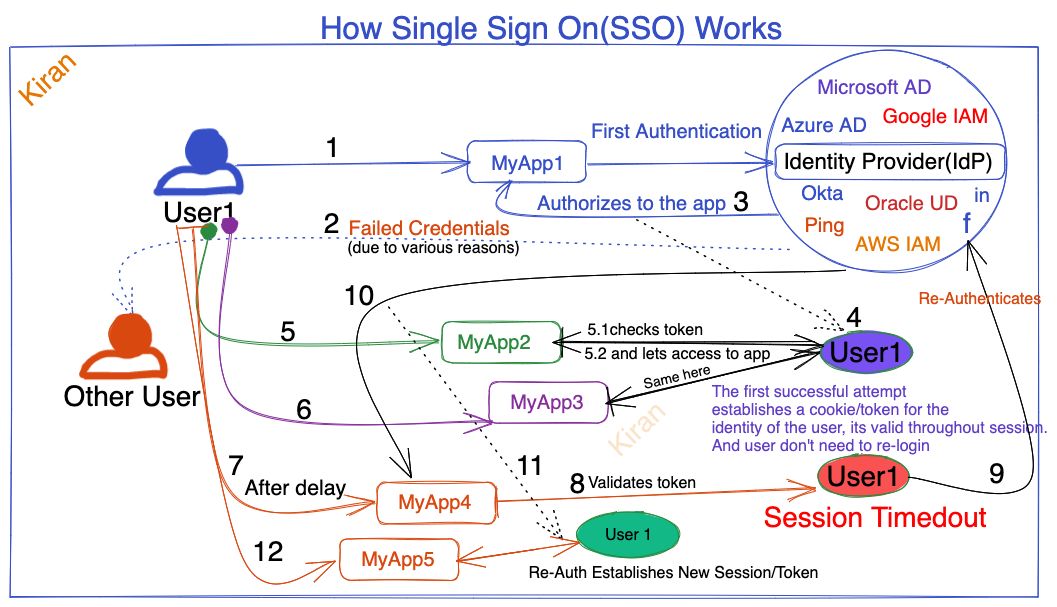 How Single Sign On(SSO) Works
Kiran
Microsoft AD
Google IAM
Azure AD
1
First Authentication
MyApp1
Identity Provider(IdP)
User1
Authorizes to the app
3
Okta
Oracle UD
in
2
Failed Credentials
(due to various reasons)
Ping
f
AWS IAM
10
Re-Authenticates
4
5
MyApp2
5.1checks token
5.2 and lets access to app
User1
Other User
6
MyApp3
Same here
The first successful attempt
establishes a cookie/token for the
identity of the user, its valid throughout session.
And user don't need to re-login
Kiran
7
After delay
MyApp4
11
8
Validates token
User1
9
Session Timedout
12
MyApp5
User 1
Re-Auth Establishes New Session/Token